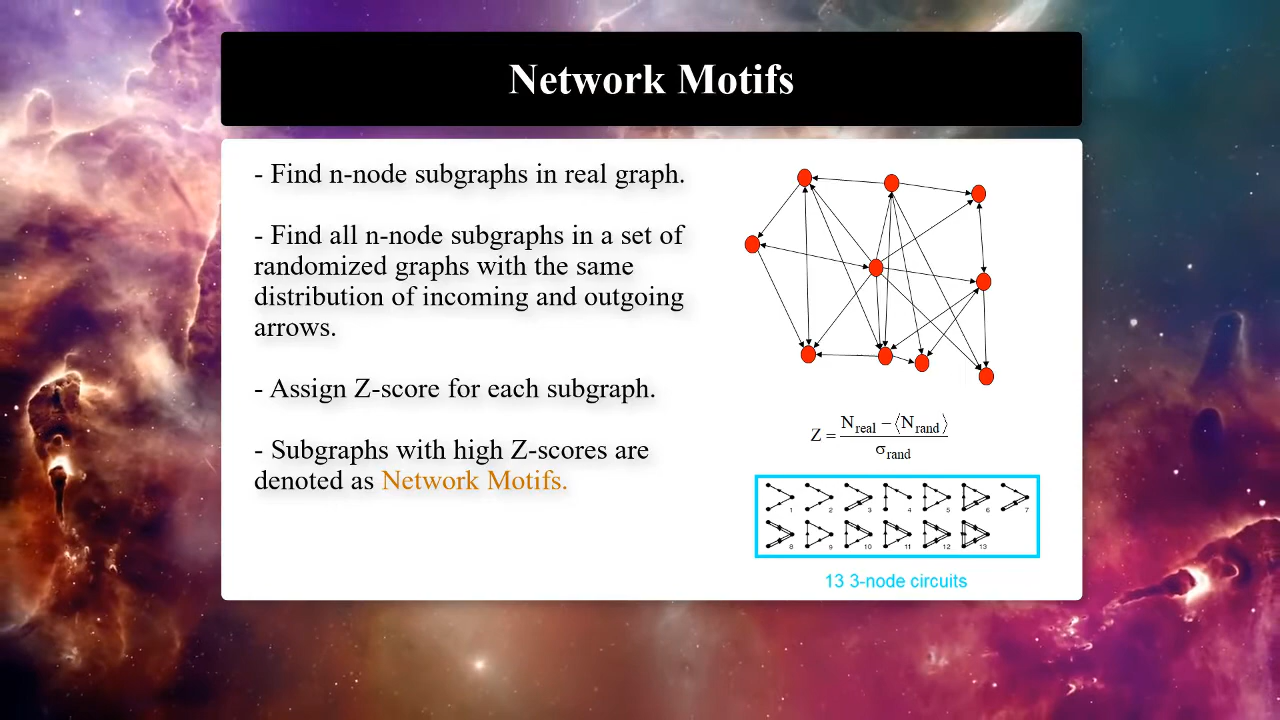 Network Motifs
- Find n-node subgraphs in real graph.
- Find all n-node subgraphs in a set of
randomized graphs with the same
distribution of incoming and outgoing
arrows.
- Assign Z-score for each subgraph.
- Subgraphs with high Z-scores are
denoted as Network Motifs.
Z = (N_real − ⟨N_rand⟩) / σ_rand
1 2 3 4 5 6 7
8 9 10 11 12 13
13 3-node circuits